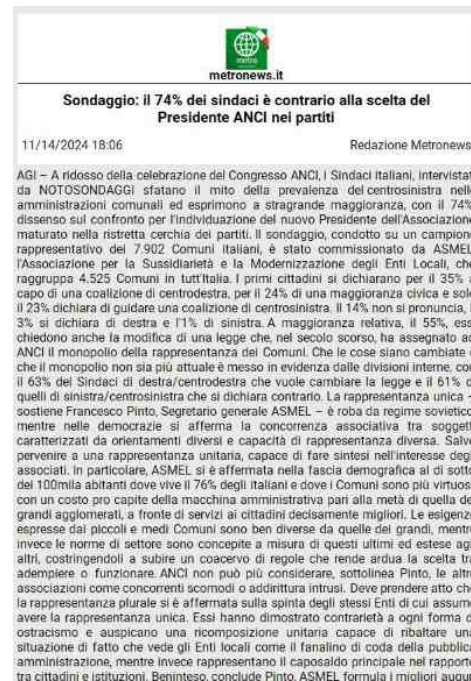 metra
metronews.it
Sondaggio: il 74% dei sindaci è contrario alla scelta del
Presidente ANCI nei partiti
11/14/2024 18:06
Redazione Metronews
AGI – A ridosso della celebrazione del Congresso ANCI, i Sindaci italiani, intervistat
da NOTOSONDAGGI sfatano il mito della prevalenza del centrosinistra nell
amministrazioni comunali ed esprimono a stragrande maggioranza, con il 74%
dissenso sul confronto per l'individuazione del nuovo Presidente dell'Associazione
maturato nella ristretta cerchia dei partiti. Il sondaggio, condotto su un campion
rappresentativo dei 7.902 Comuni italiani, è stato commissionato da ASMEL
l'Associazione per la Sussidiarietà e la Modernizzazione degli Enti Locali, che
raggruppa 4.525 Comuni in tutt'Italia. I primi cittadini si dichiarano per il 35% a
capo di una coalizione di centrodestra, per il 24% di una maggioranza civica e sol
il 23% dichiara di guidare una coalizione di centrosinistra. Il 14% non si pronuncia, i
3% si dichiara di destra e l'1% di sinistra. A maggioranza relativa, il 55%, ess
chiedono anche la modifica di una legge che, nel secolo scorso, ha assegnato ad
ANCI il monopolio della rappresentanza dei Comuni. Che le cose siano cambiate e
che il monopolio non sia più attuale è messo in evidenza dalle divisioni interne, con
il 63% dei Sindaci di destra/centrodestra che vuole cambiare la legge e il 61% d
quelli di sinistra/centrosinistra che si dichiara contrario. La rappresentanza unica –
sostiene Francesco Pinto, Segretario generale ASMEL – è roba da regime sovietico
mentre nelle democrazie si afferma la concorrenza associativa tra soggett
caratterizzati da orientamenti diversi e capacità di rappresentanza diversa. Salvo
pervenire a una rappresentanza unitaria, capace di fare sintesi nell'interesse degl
associati. In particolare, ASMEL si è affermata nella fascia demografica al di sotto
dei 100mila abitanti dove vive il 76% degli italiani e dove i Comuni sono più virtuos
con un costo pro capite della macchina amministrativa pari alla metà di quella de
grandi agglomerati, a fronte di servizi ai cittadini decisamente migliori. Le esigenze
espresse dai piccoli e medi Comuni sono ben diverse da quelle dei grandi, mentre
invece le norme di settore sono concepite a misura di questi ultimi ed estese agl
altri, costringendoli a subire un coacervo di regole che rende ardua la scelta tra
adempiere o funzionare. ANCI non può più considerare, sottolinea Pinto, le altre
associazioni come concorrenti scomodi o addirittura intrusi. Deve prendere atto che
la rappresentanza plurale si è affermata sulla spinta degli stessi Enti di cui assume
avere la rappresentanza unica. Essi hanno dimostrato contrarietà a ogni forma d
ostracismo e auspicano una ricomposizione unitaria capace di ribaltare una
situazione di fatto che vede gli Enti locali come il fanalino di coda della pubblica
amministrazione, mentre invece rappresentano il caposaldo principale nel rapporto
tra cittadini e istituzioni. Beninteso, conclude Pinto, ASMEL formula i migliori augur